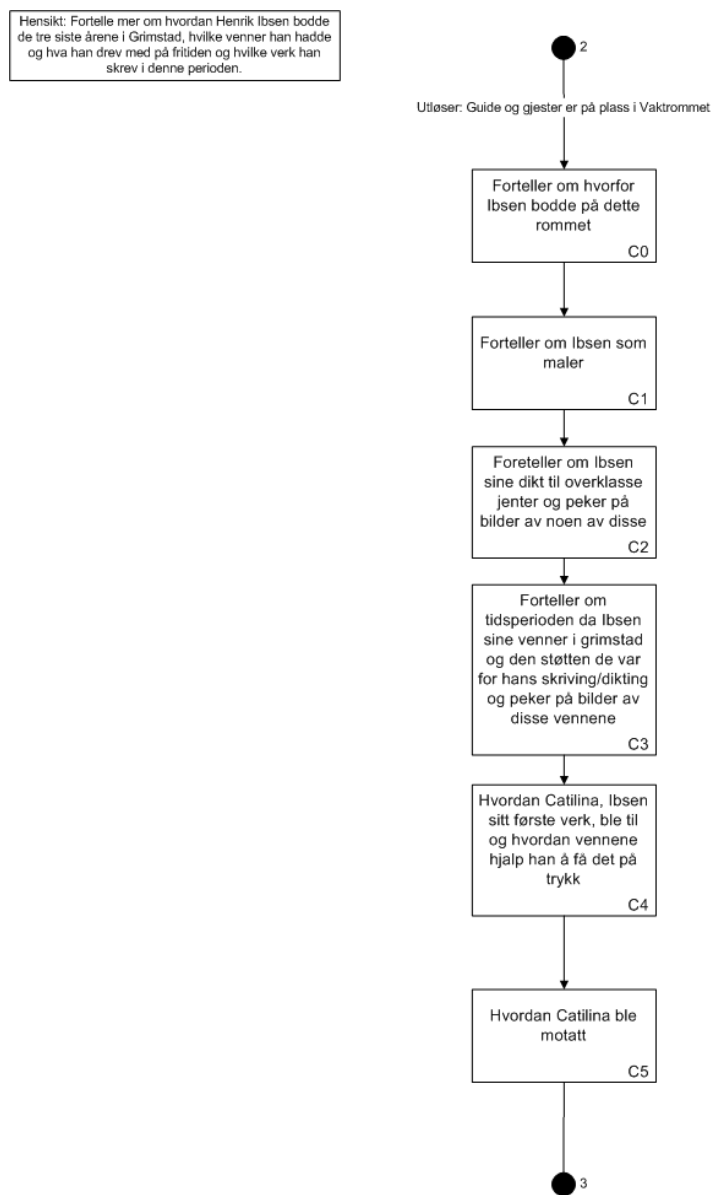 Hensikt: Fortelle mer om hvordan Henrik Ibsen bodde
de tre siste årene i Grimstad, hvilke venner han hadde
og hva han drev med på fritiden og hvilke verk han
skrev i denne perioden.
2
Utløser: Guide og gjester er på plass i Vaktrommet
Forteller om hvorfor
Ibsen bodde på dette
rommet
C0
Forteller om Ibsen som
maler
C1
Foreteller om Ibsen
sine dikt til overklasse
jenter og peker på
bilder av noen av disse
C2
Forteller om
tidsperioden da Ibsen
sine venner i grimstad
og den støtten de var
for hans skriving/dikting
og peker på bilder av
disse vennene
C3
Hvordan Catilina, Ibsen
sitt første verk, ble til
og hvordan vennene
hjalp han å få det på
trykk
C4
Hvordan Catilina ble
motatt
C5
3